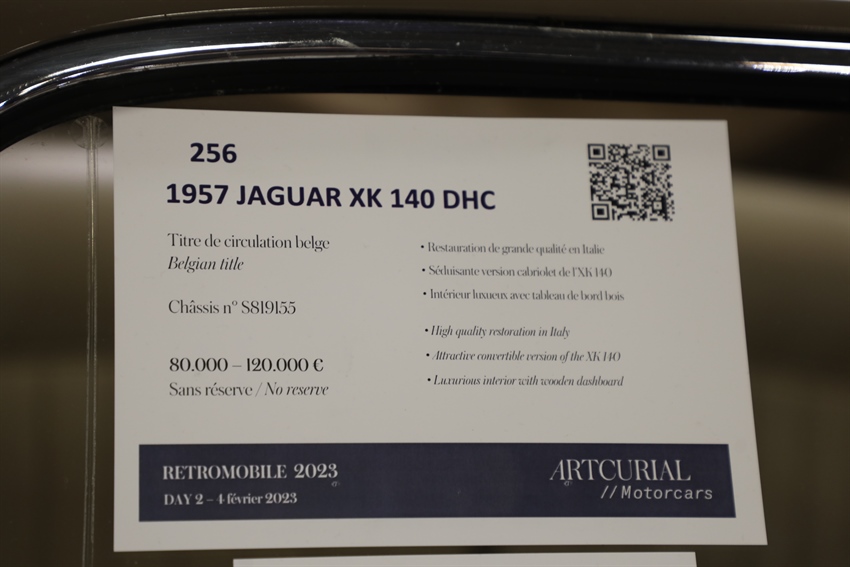 256
1957 JAGUAR XK 140 DHC
Titre de circulation belge
Belgian title
Châssis n° S819155
80.000 – 120.000 €
Sans réserve / No reserve
• Restauration de grande qualité en Italie
• Séduisante version cabriolet de l'XK 140
• Intérieur luxueux avec tableau de bord bois
• High quality restoration in Italy
• Attractive convertible version of the XK 140
• Luxurious interior with wooden dashboard
RETROMOBILE 2023
DAY 2 – 4 février 2023
ARTCURIAL
//Motorcars